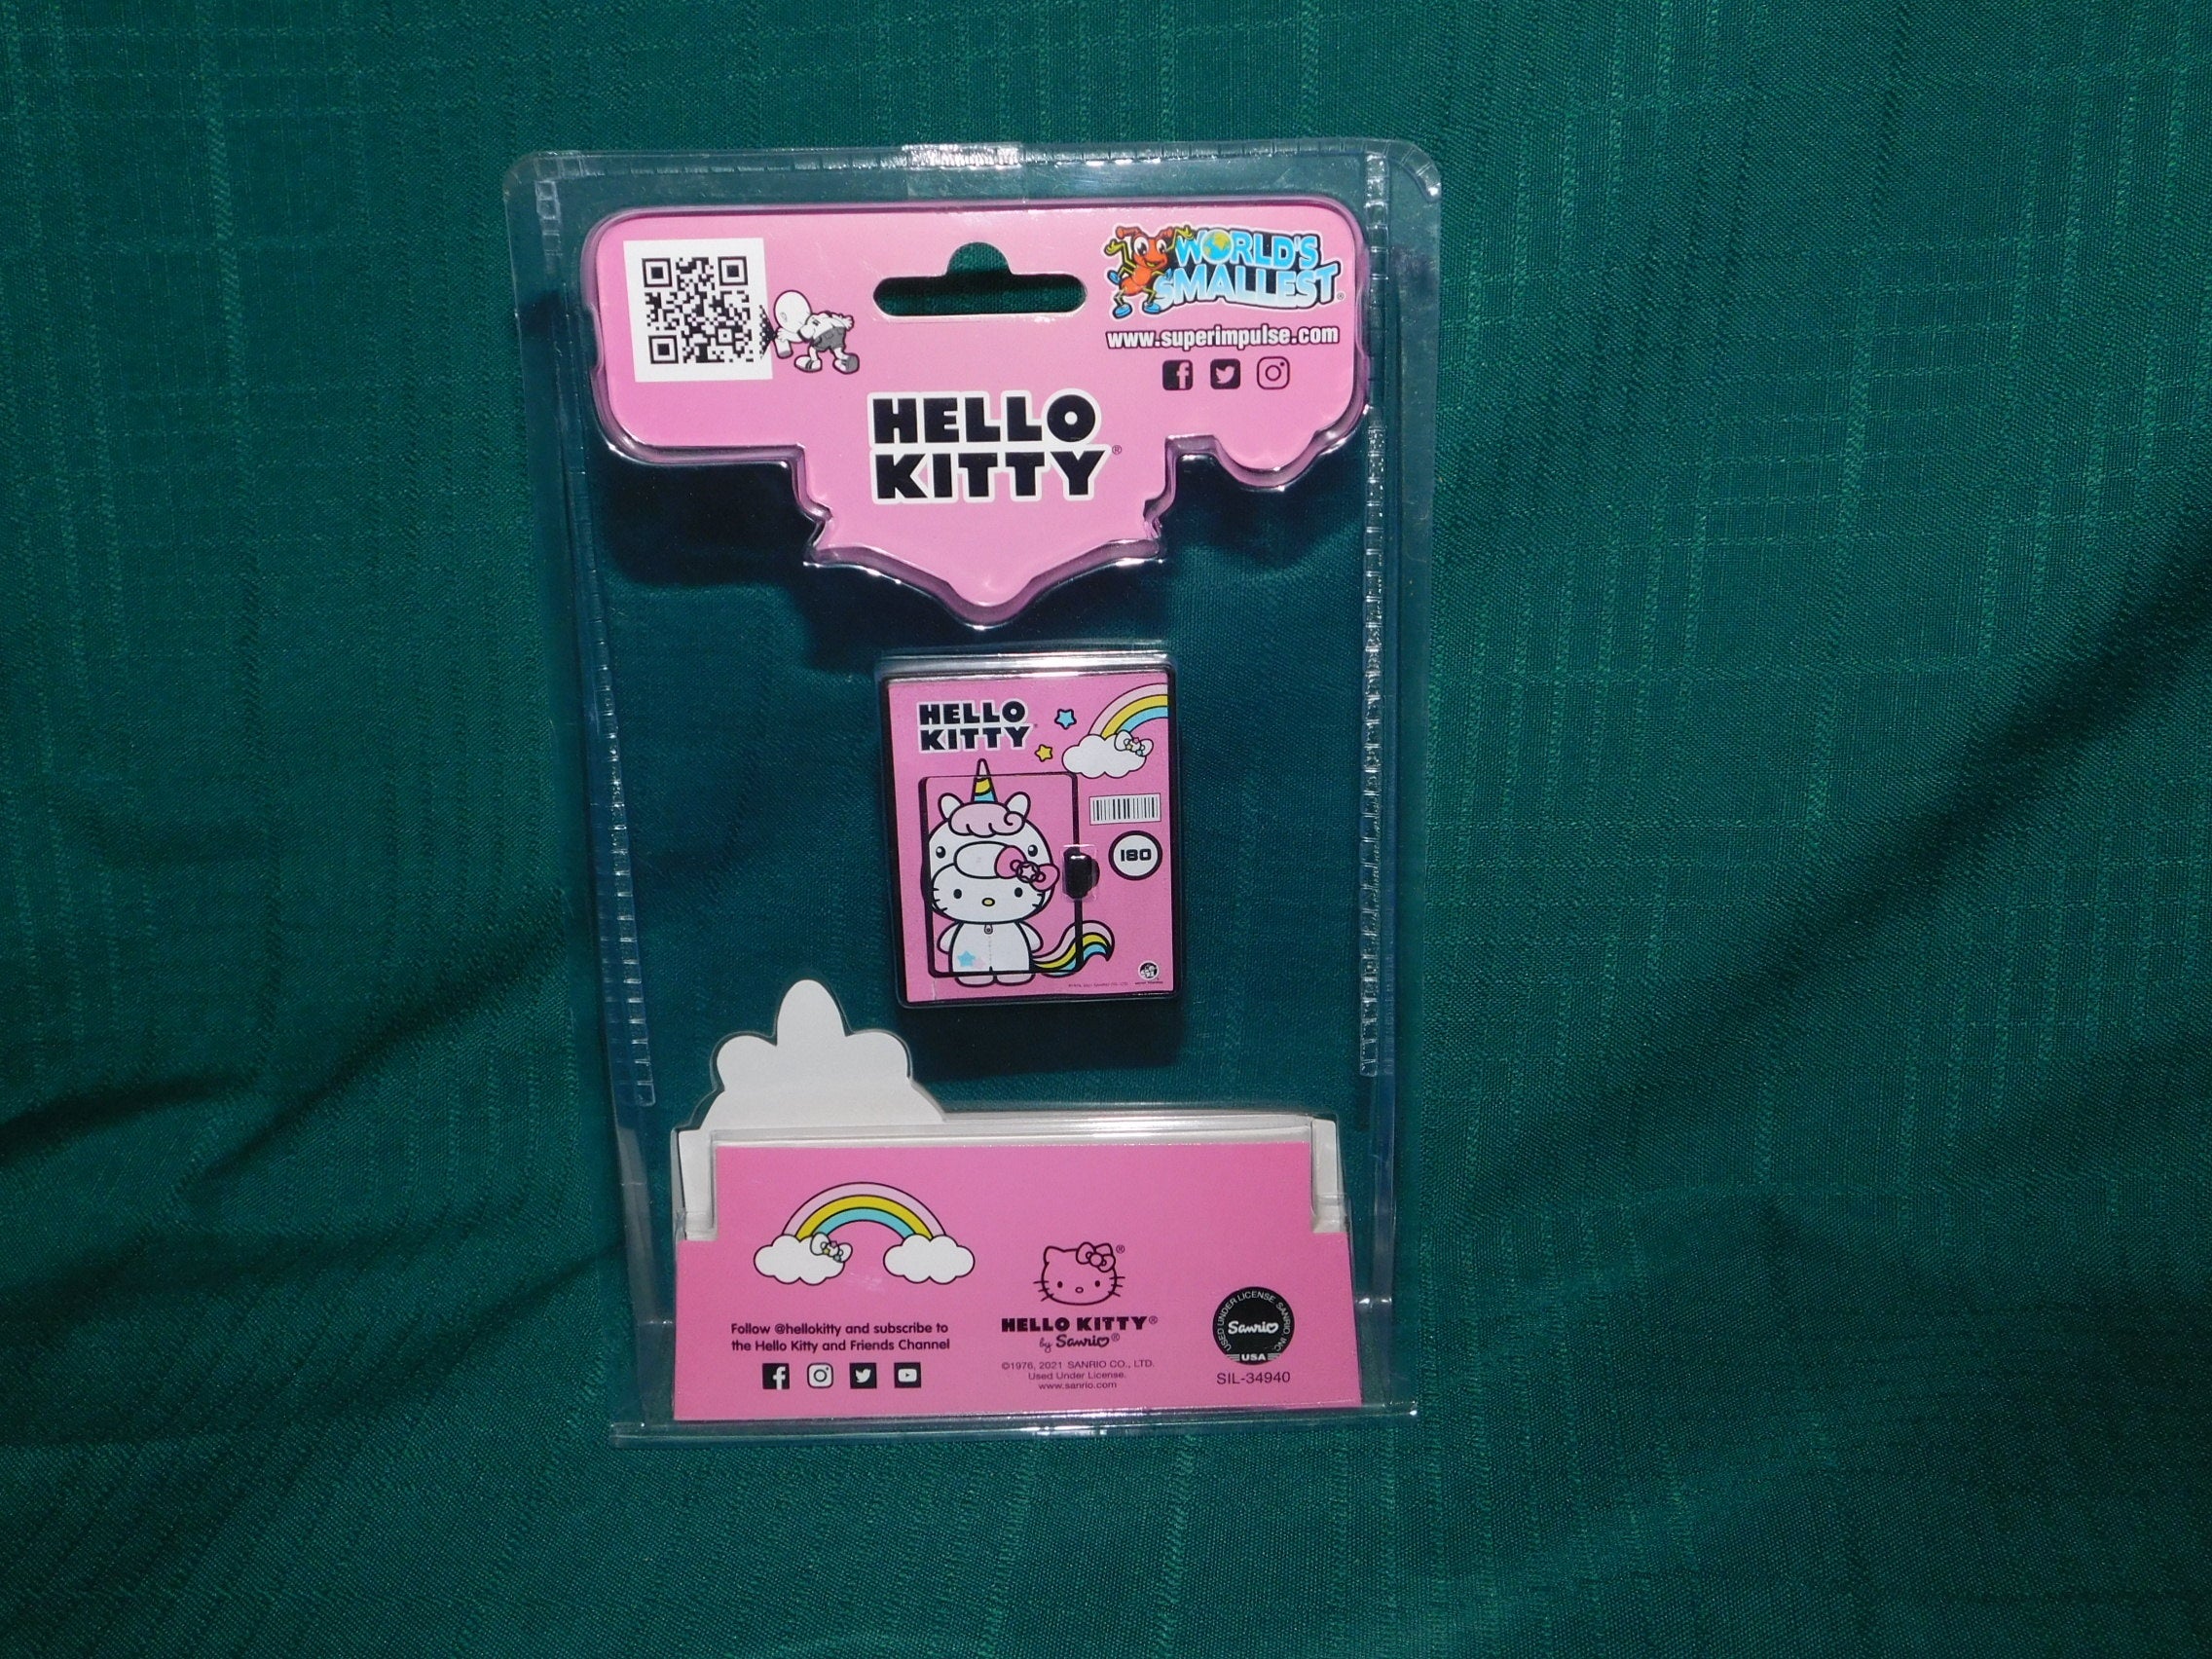 WORLD'S
SMALLEST®
www.superimpulse.com
HELLO
KITTY®
HELLO
KITTY
180
Follow @hellokitty and subscribe to
the Hello Kitty and Friends Channel
HELLO KITTY®
by Sanrio®
©1976, 2021 SANRIO CO., LTD.
Used Under License.
www.sanrio.com
USED UNDER LICENSE SANRIO, INC.
Sanrio
USA
SIL-34940